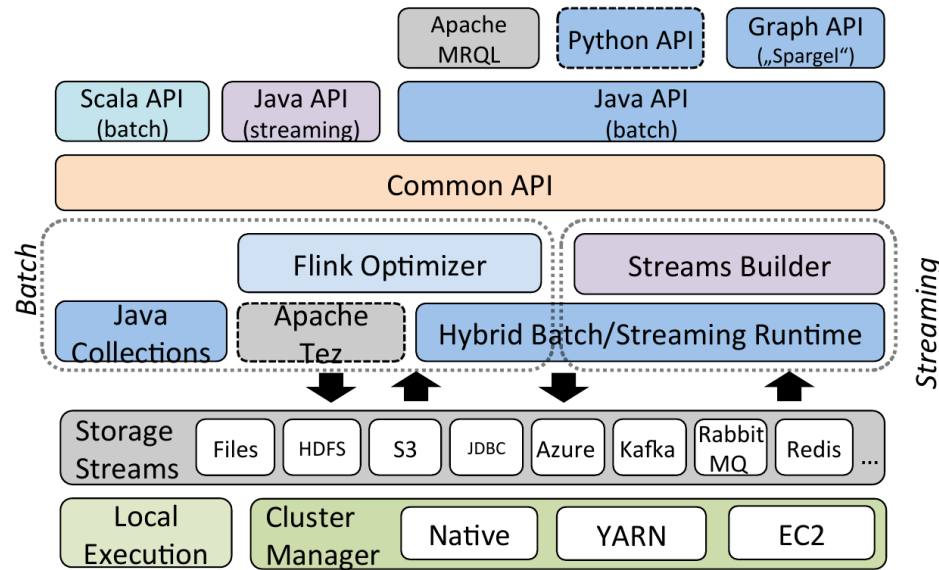 Apache
MRQL
Python API
Graph API
(„Spargel“)
Scala API
(batch)
Java API
(streaming)
Java API
(batch)
Common API
Batch
Flink Optimizer
Streams Builder
Streaming
Java
Collections
Apache
Tez
Hybrid Batch/Streaming Runtime
Storage
Streams
Files
HDFS
S3
JDBC
Azure
Kafka
Rabbit
MQ
Redis
...
Local
Execution
Cluster
Manager
Native
YARN
EC2